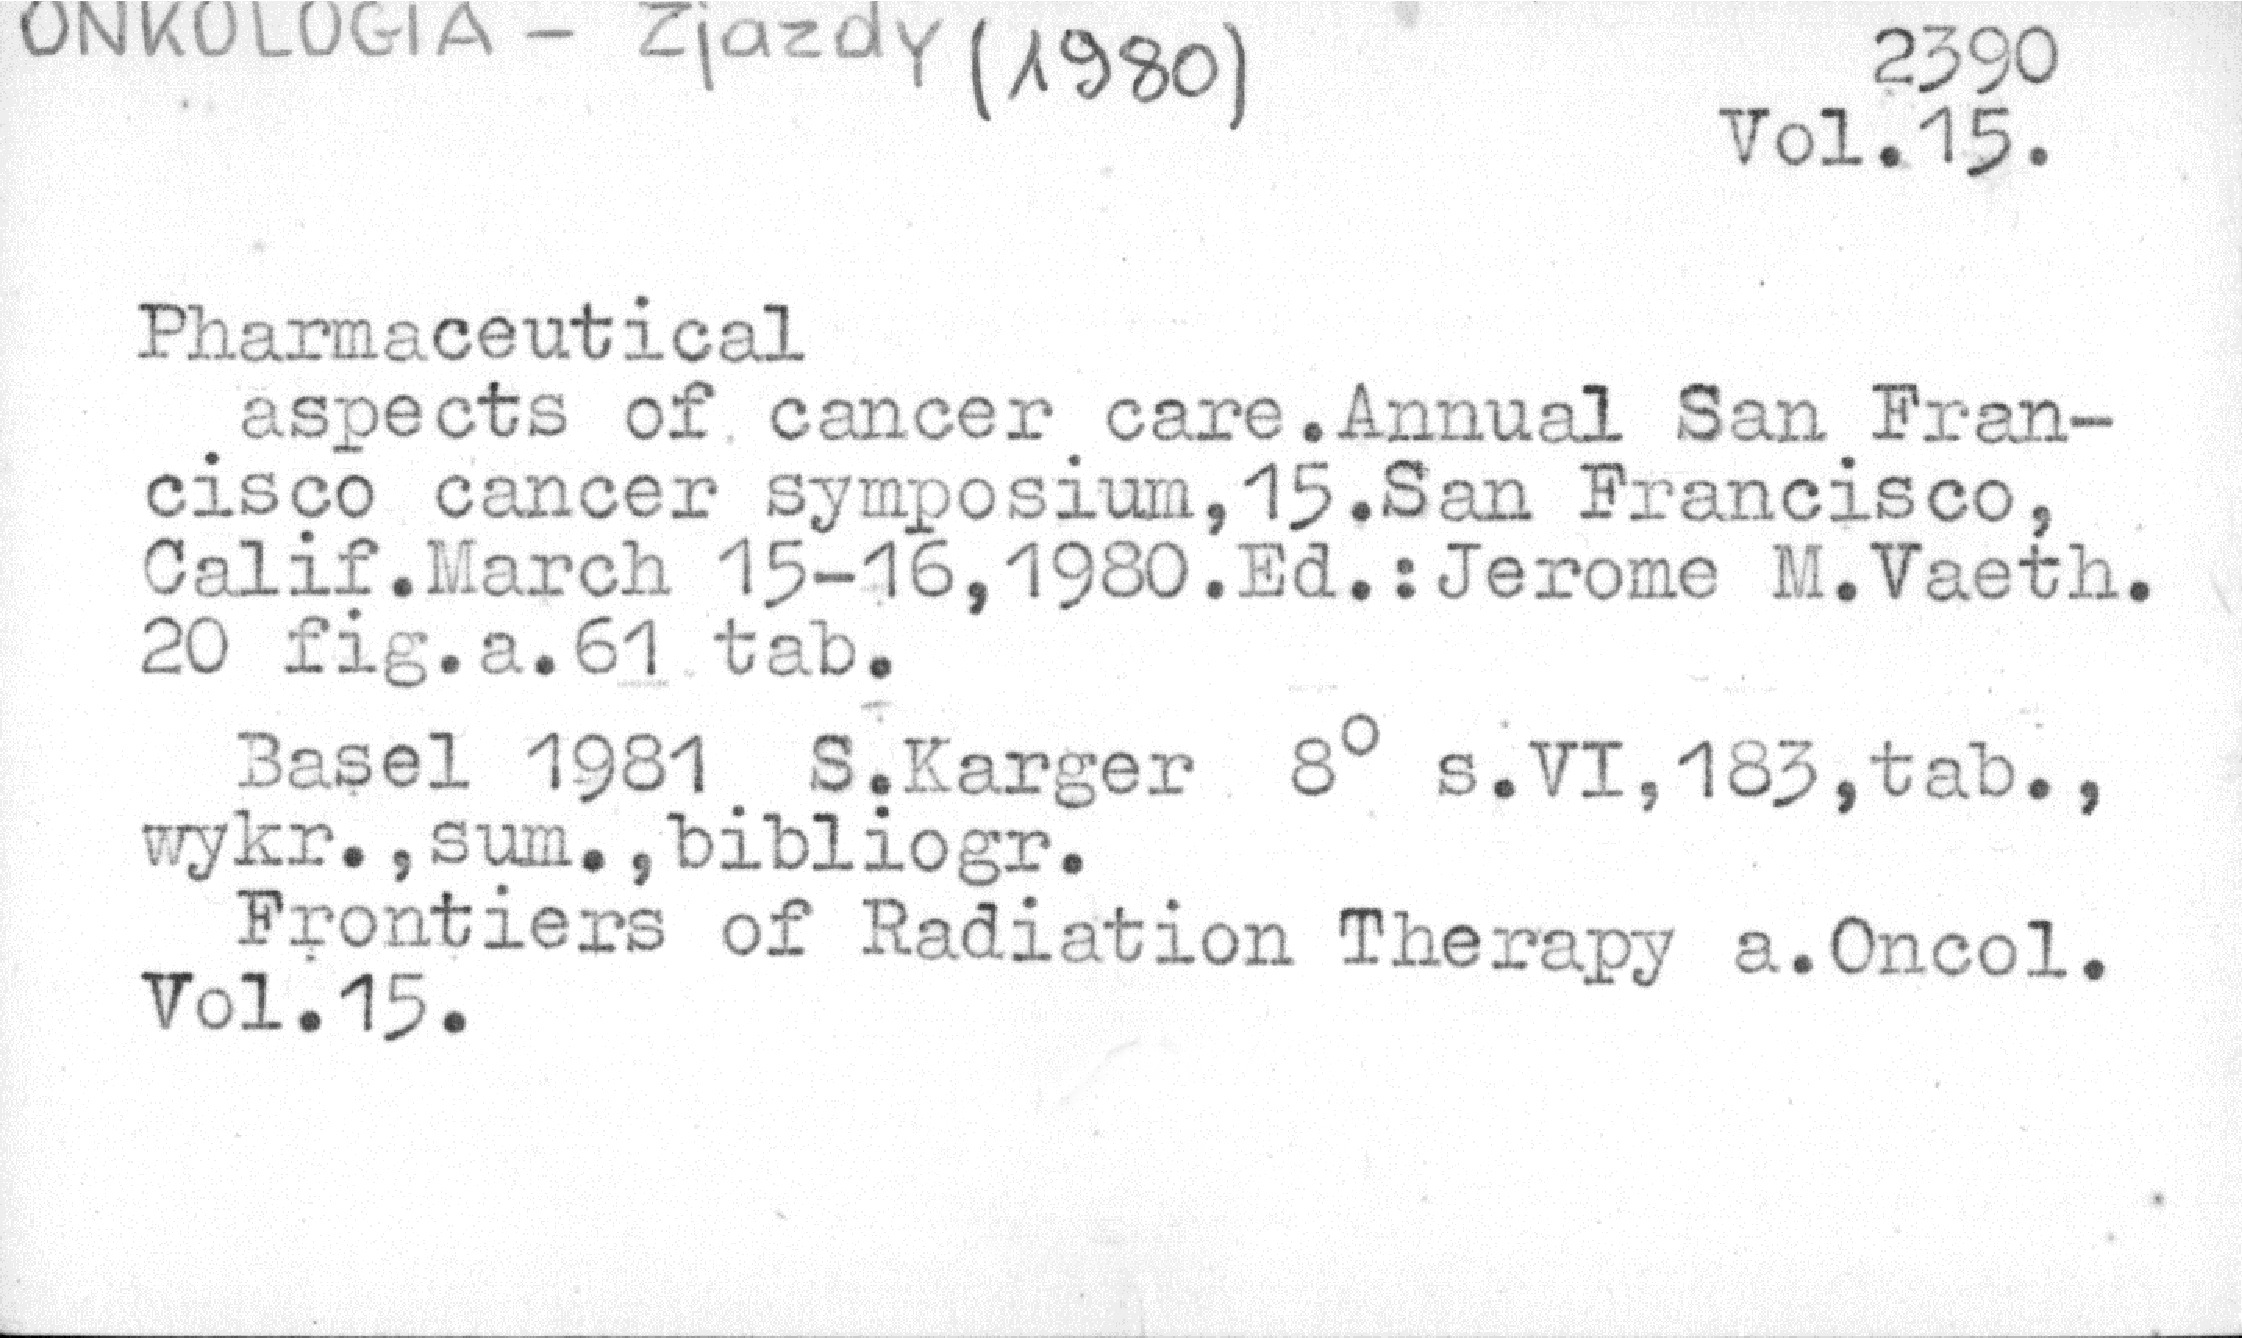 ONKOLOGIA - Zjazdy (1980)
2390
Vol.15.
Pharmaceutical
aspects of cancer care.Annual San Fran-
cisco cancer symposium,15.San Francisco,
Calif.March 15-16,1980.Ed.:Jerome M.Vaeth.
20 fig.a.61 tab.
Basel 1981 S.Karger 8° s.VI,183,tab.,
wykr.,sum.,bibliogr.
Frontiers of Radiation Therapy a.Oncol.
Vol.15.